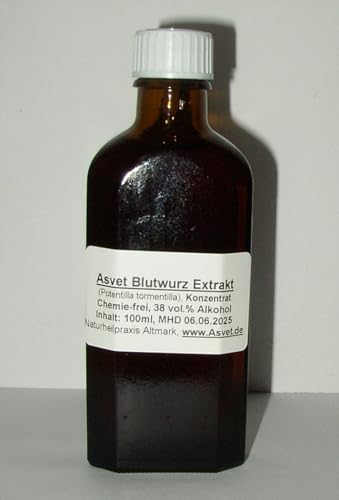 Asvet Blutwurz Extrakt
(Potentilla tormentilla), Konzentrat
Chemie-frei, 38 vol.% Alkohol
Inhalt: 100ml, MHD 06.06.2025
Naturheilpraxis Altmark, www.Asvet.de